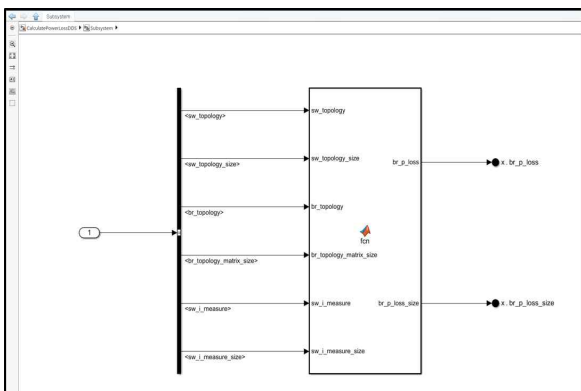 Subsystem
CalculatePowerLossDDS ▶ Subsystem ▶
sw_topology
<sw_topology>
sw_topology_size
br_p_loss
x . br_p_loss
<sw_topology_size>
br_topology
<br_topology>
1
fcn
br_topology_matrix_size
<br_topology_matrix_size>
sw_i_measure
br_p_loss_size
x . br_p_loss_size
<sw_i_measure>
sw_i_measure_size
<sw_i_measure_size>